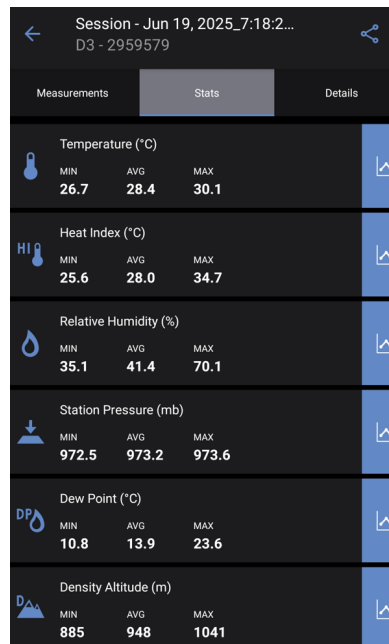 Session - Jun 19, 2025_7:18:2...
D3 - 2959579
Measurements Stats Details
Temperature (°C)
MIN AVG MAX
26.7 28.4 30.1
HI
Heat Index (°C)
MIN AVG MAX
25.6 28.0 34.7
Relative Humidity (%)
MIN AVG MAX
35.1 41.4 70.1
Station Pressure (mb)
MIN AVG MAX
972.5 973.2 973.6
DP
Dew Point (°C)
MIN AVG MAX
10.8 13.9 23.6
D
Density Altitude (m)
MIN AVG MAX
885 948 1041